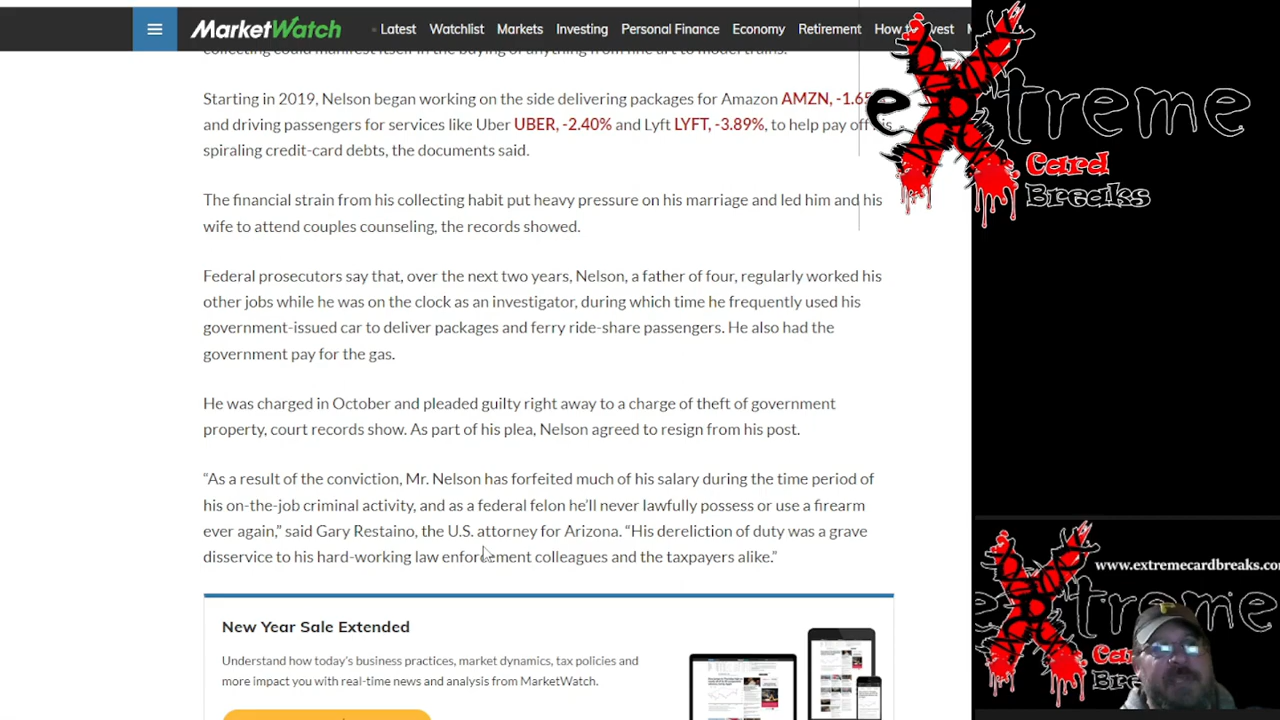 MarketWatch Latest Watchlist Markets Investing Personal Finance Economy Retirement How to Invest
collecting could manifest itself in the buying of anything from fine art to model trains.
Starting in 2019, Nelson began working on the side delivering packages for Amazon AMZN, -1.65
and driving passengers for services like Uber UBER, -2.40% and Lyft LYFT, -3.89%, to help pay off his
spiraling credit-card debts, the documents said.
The financial strain from his collecting habit put heavy pressure on his marriage and led him and his
wife to attend couples counseling, the records showed.
Federal prosecutors say that, over the next two years, Nelson, a father of four, regularly worked his
other jobs while he was on the clock as an investigator, during which time he frequently used his
government-issued car to deliver packages and ferry ride-share passengers. He also had the
government pay for the gas.
He was charged in October and pleaded guilty right away to a charge of theft of government
property, court records show. As part of his plea, Nelson agreed to resign from his post.
“As a result of the conviction, Mr. Nelson has forfeited much of his salary during the time period of
his on-the-job criminal activity, and as a federal felon he’ll never lawfully possess or use a firearm
ever again,” said Gary Restaino, the U.S. attorney for Arizona. “His dereliction of duty was a grave
disservice to his hard-working law enforcement colleagues and the taxpayers alike.”
New Year Sale Extended
Understand how today’s business practices, market dynamics, tax policies and
more impact you with real-time news and analysis from MarketWatch.
eXtreme
Card
Breaks
www.extremecardbreaks.co
eXtreme